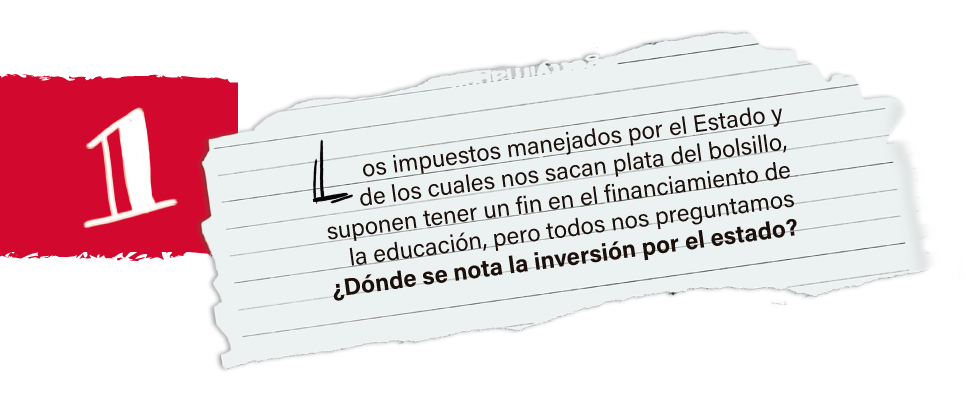 1
Los impuestos manejados por el Estado y
de los cuales nos sacan plata del bolsillo,
suponen tener un fin en el financiamiento de
la educación, pero todos nos preguntamos
¿Dónde se nota la inversión por el estado?